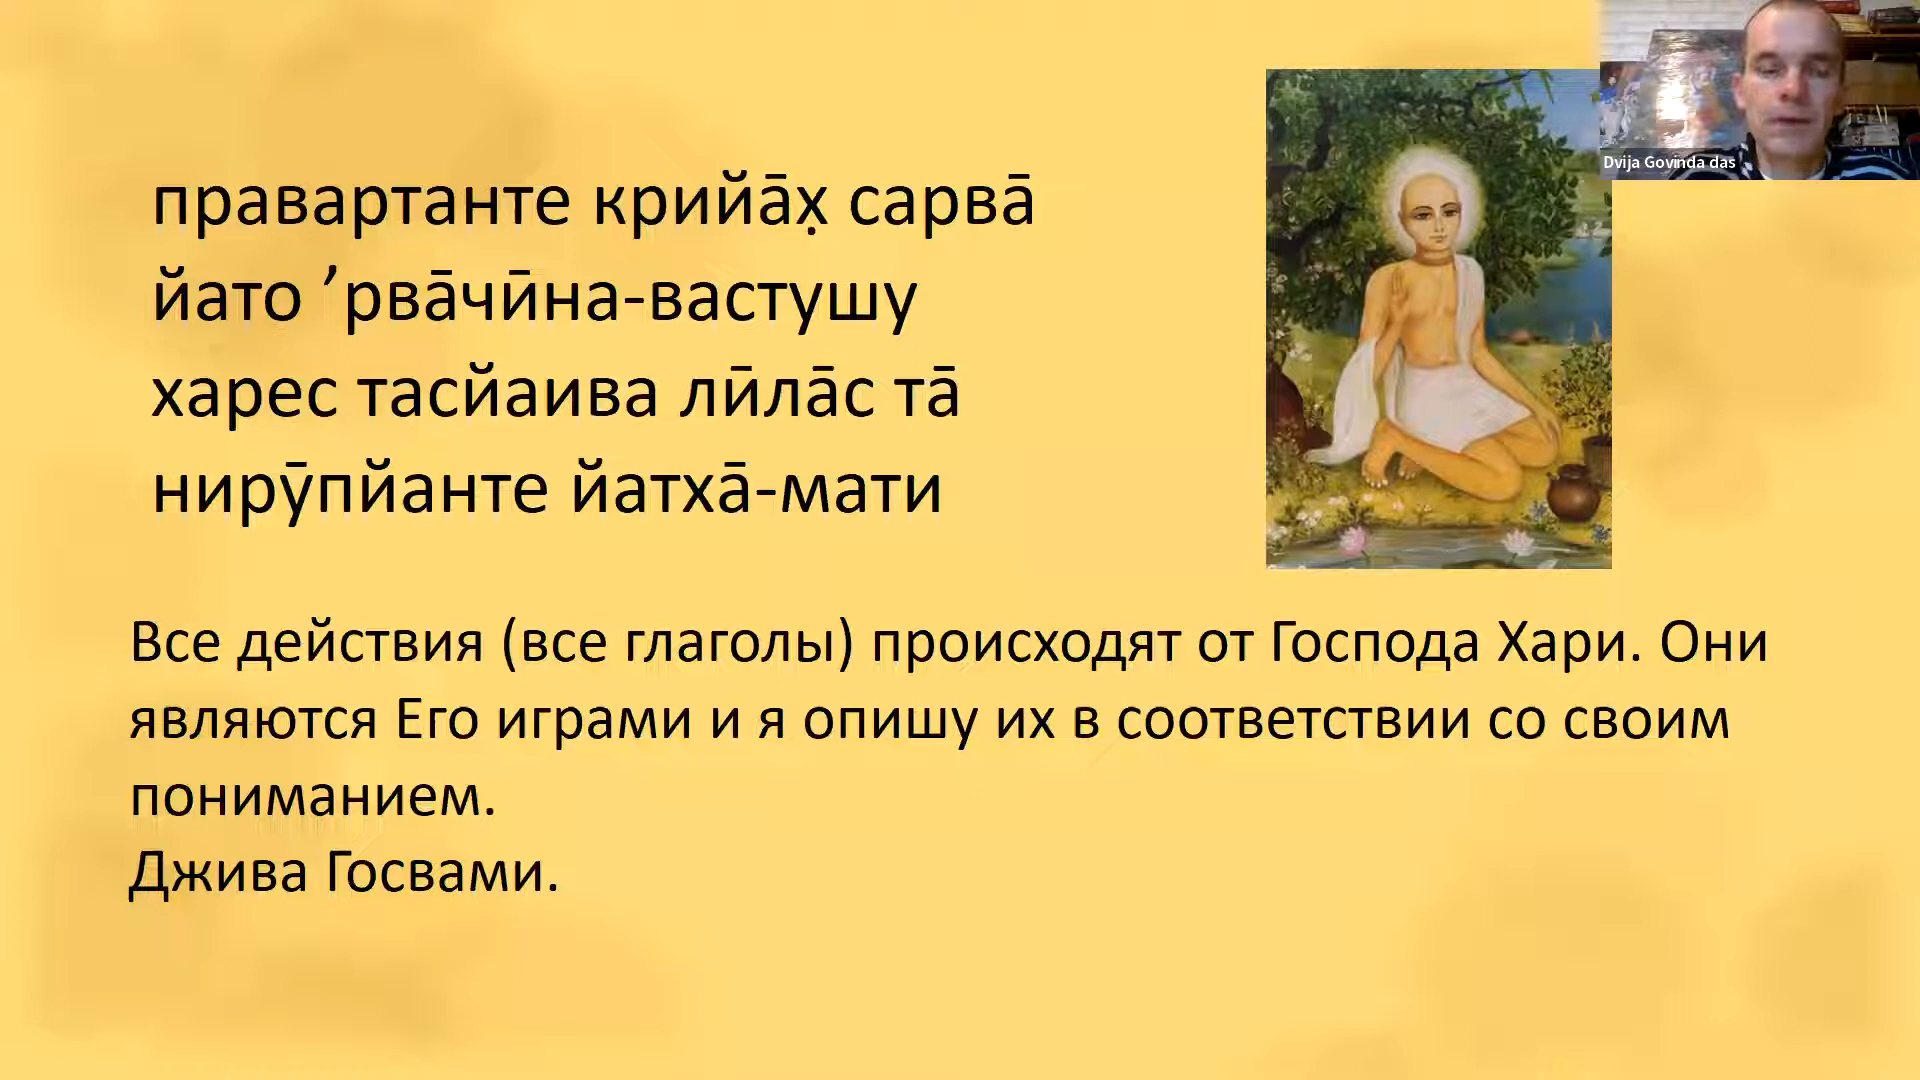 правартанте крийа̄х̣ сарва̄
йато ’рва̄чӣна-вастушу
харес тасйаива лӣла̄с та̄
нирӯпйанте йатха̄-мати
Dvija Govinda das
Все действия (все глаголы) происходят от Господа Хари. Они
являются Его играми и я опишу их в соответствии со своим
пониманием.
Джива Госвами.